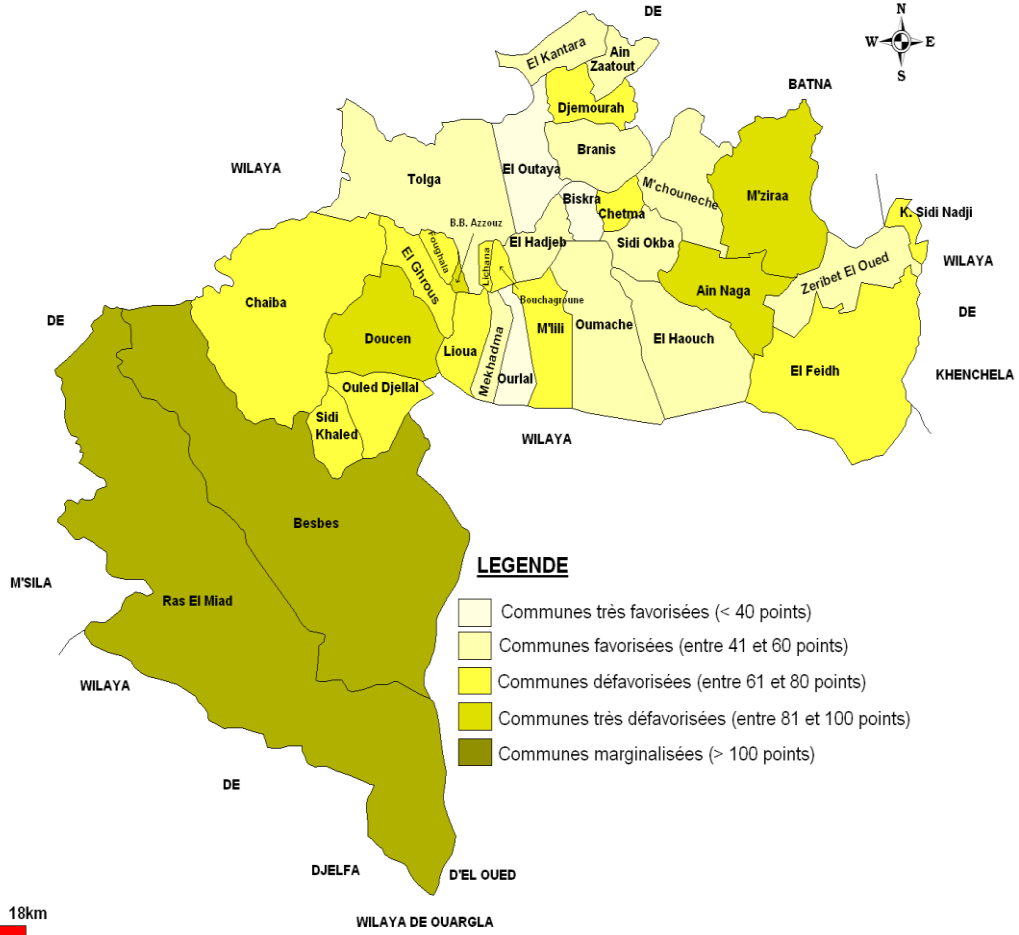 DE
N
W
E
S
El Kantara
Ain
Zaatout
BATNA
Djemourah
WILAYA
Branis
El Outaya
Tolga
M'chouneche
M'ziraa
Biskra
Chetma
K. Sidi Nadji
B.B. Azzouz
El Hadjeb
Sidi Okba
Foughala
El Ghrous
Lichana
Zeribet El Oued
WILAYA
Ain Naga
Chaiba
Bouchagroune
DE
DE
Doucen
Lioua
Mekhadma
M'lili
Oumache
El Haouch
El Feidh
KHENCHELA
Ourlal
Ouled Djellal
Sidi
Khaled
WILAYA
Besbes
LEGENDE
M'SILA
Ras El Miad
Communes très favorisées (< 40 points)
Communes favorisées (entre 41 et 60 points)
Communes défavorisées (entre 61 et 80 points)
Communes très défavorisées (entre 81 et 100 points)
Communes marginalisées (> 100 points)
WILAYA
DE
DJELFA
D'EL OUED
18km
WILAYA DE OUARGLA